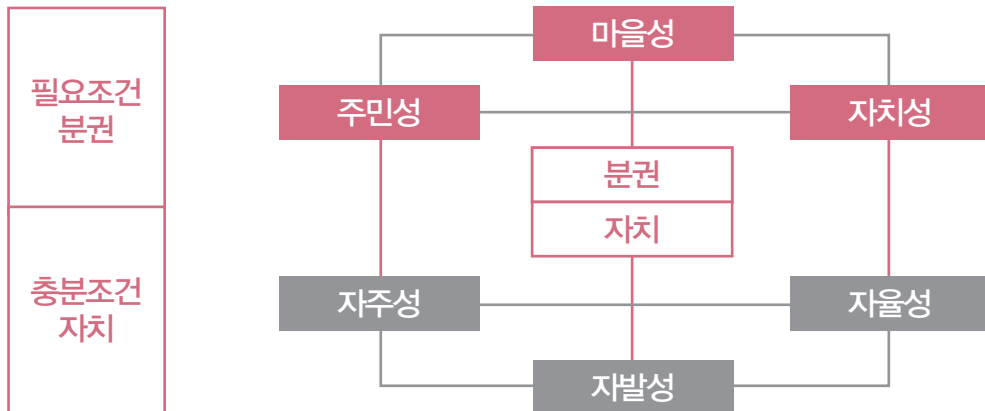 필요조건
분권
충분조건
자치
마을성
주민성
자치성
분권
자치
자주성
자율성
자발성